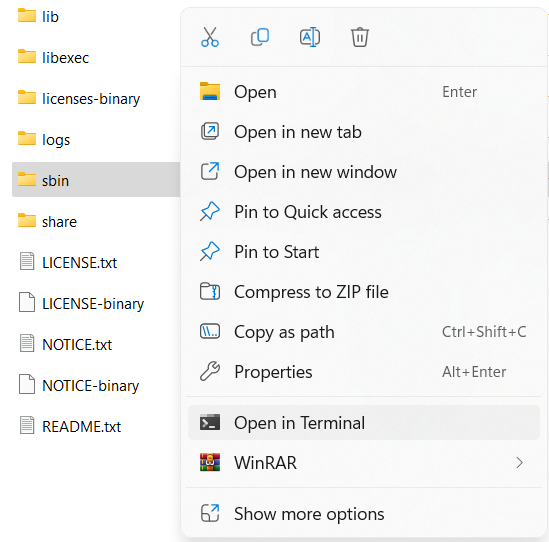 lib
libexec
licenses-binary
logs
sbin
share
LICENSE.txt
LICENSE-binary
NOTICE.txt
NOTICE-binary
README.txt
Open Enter
Open in new tab
Open in new window
Pin to Quick access
Pin to Start
Compress to ZIP file
Copy as path Ctrl+Shift+C
Properties Alt+Enter
Open in Terminal
WinRAR
Show more options